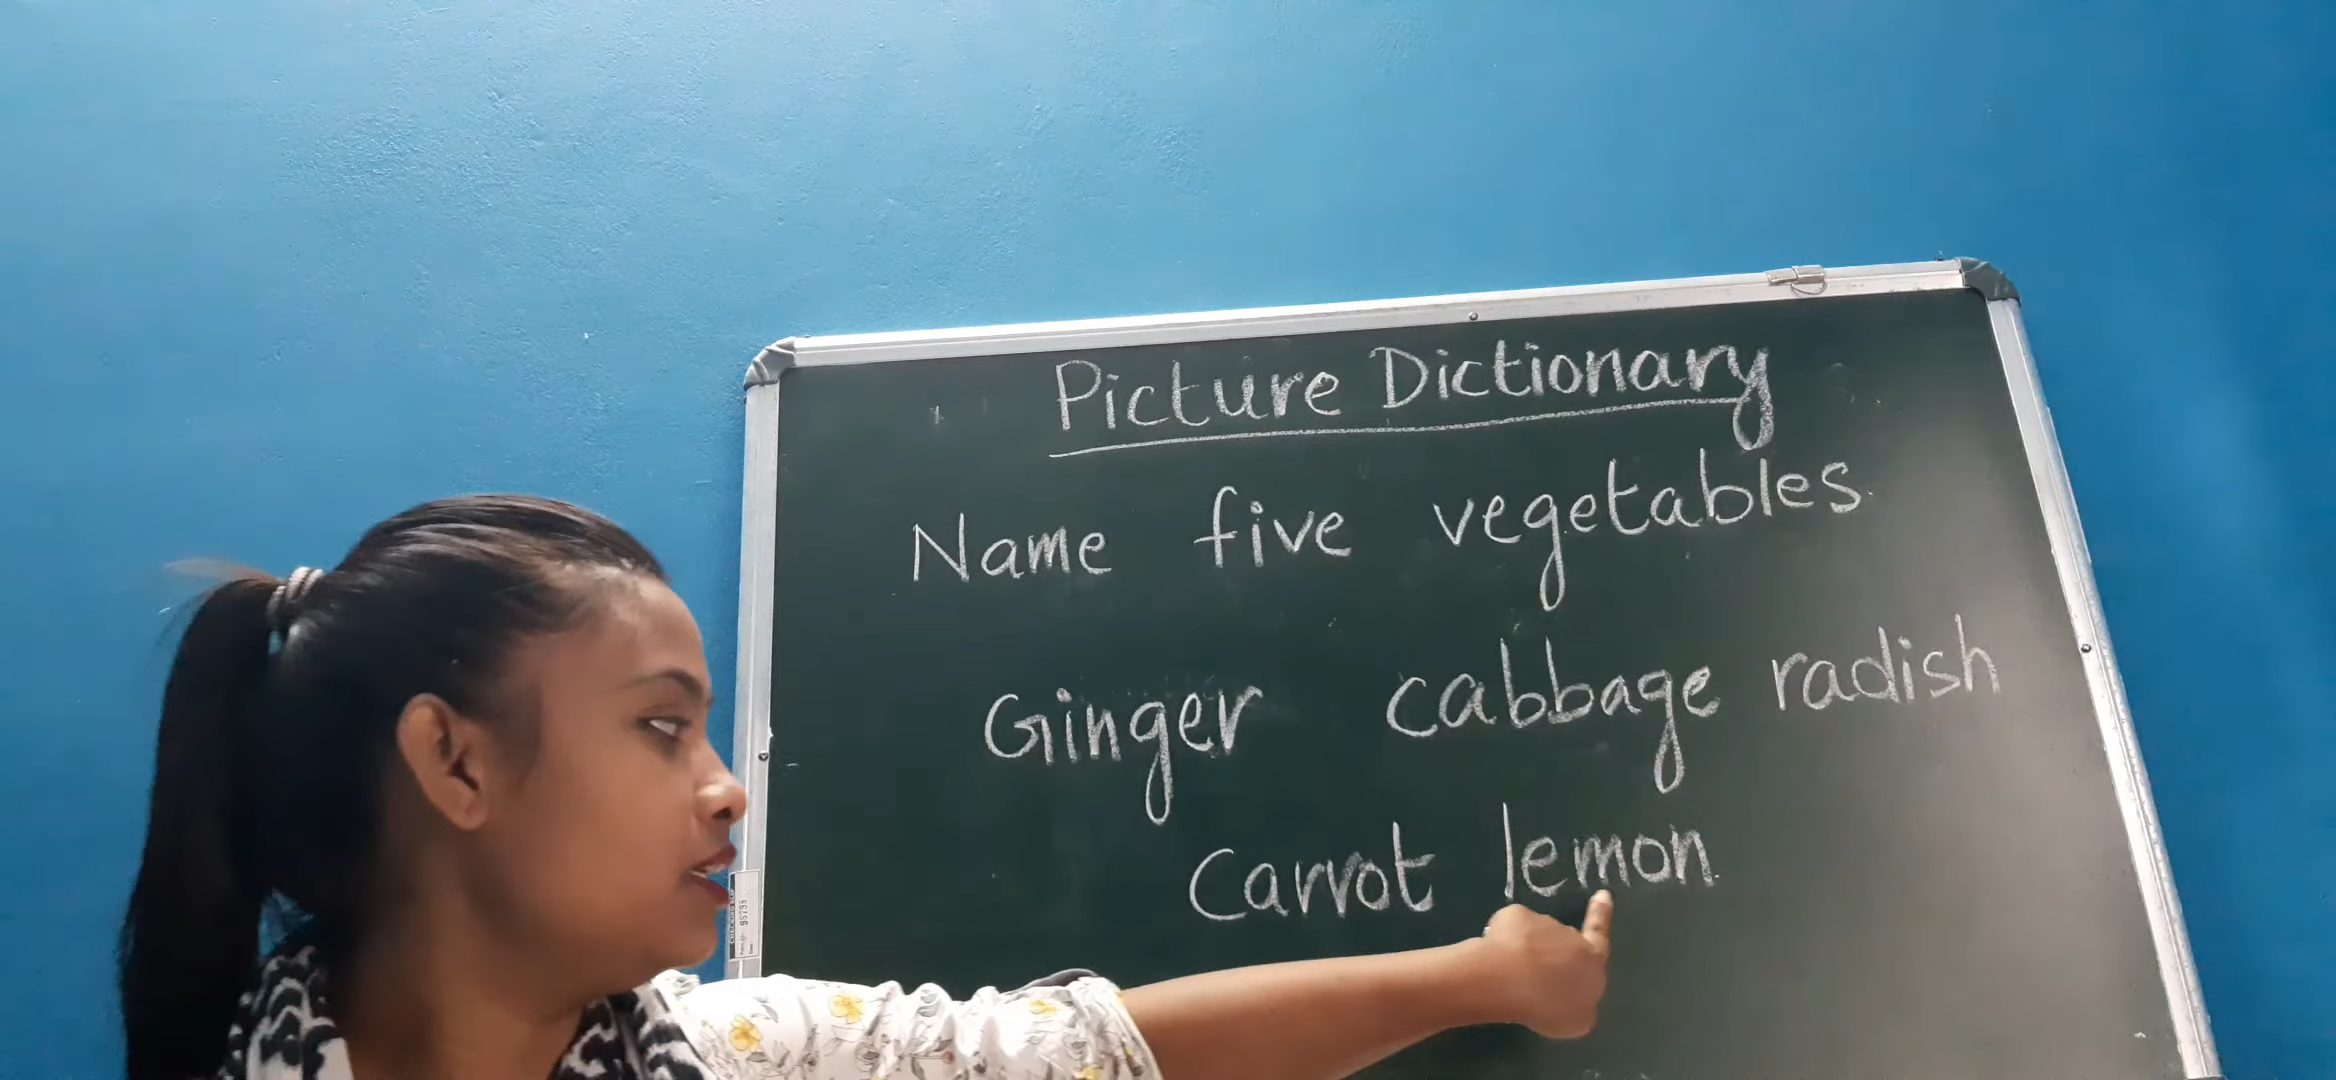 Picture Dictionary
Name five vegetables
Ginger cabbage radish
Carrot lemon